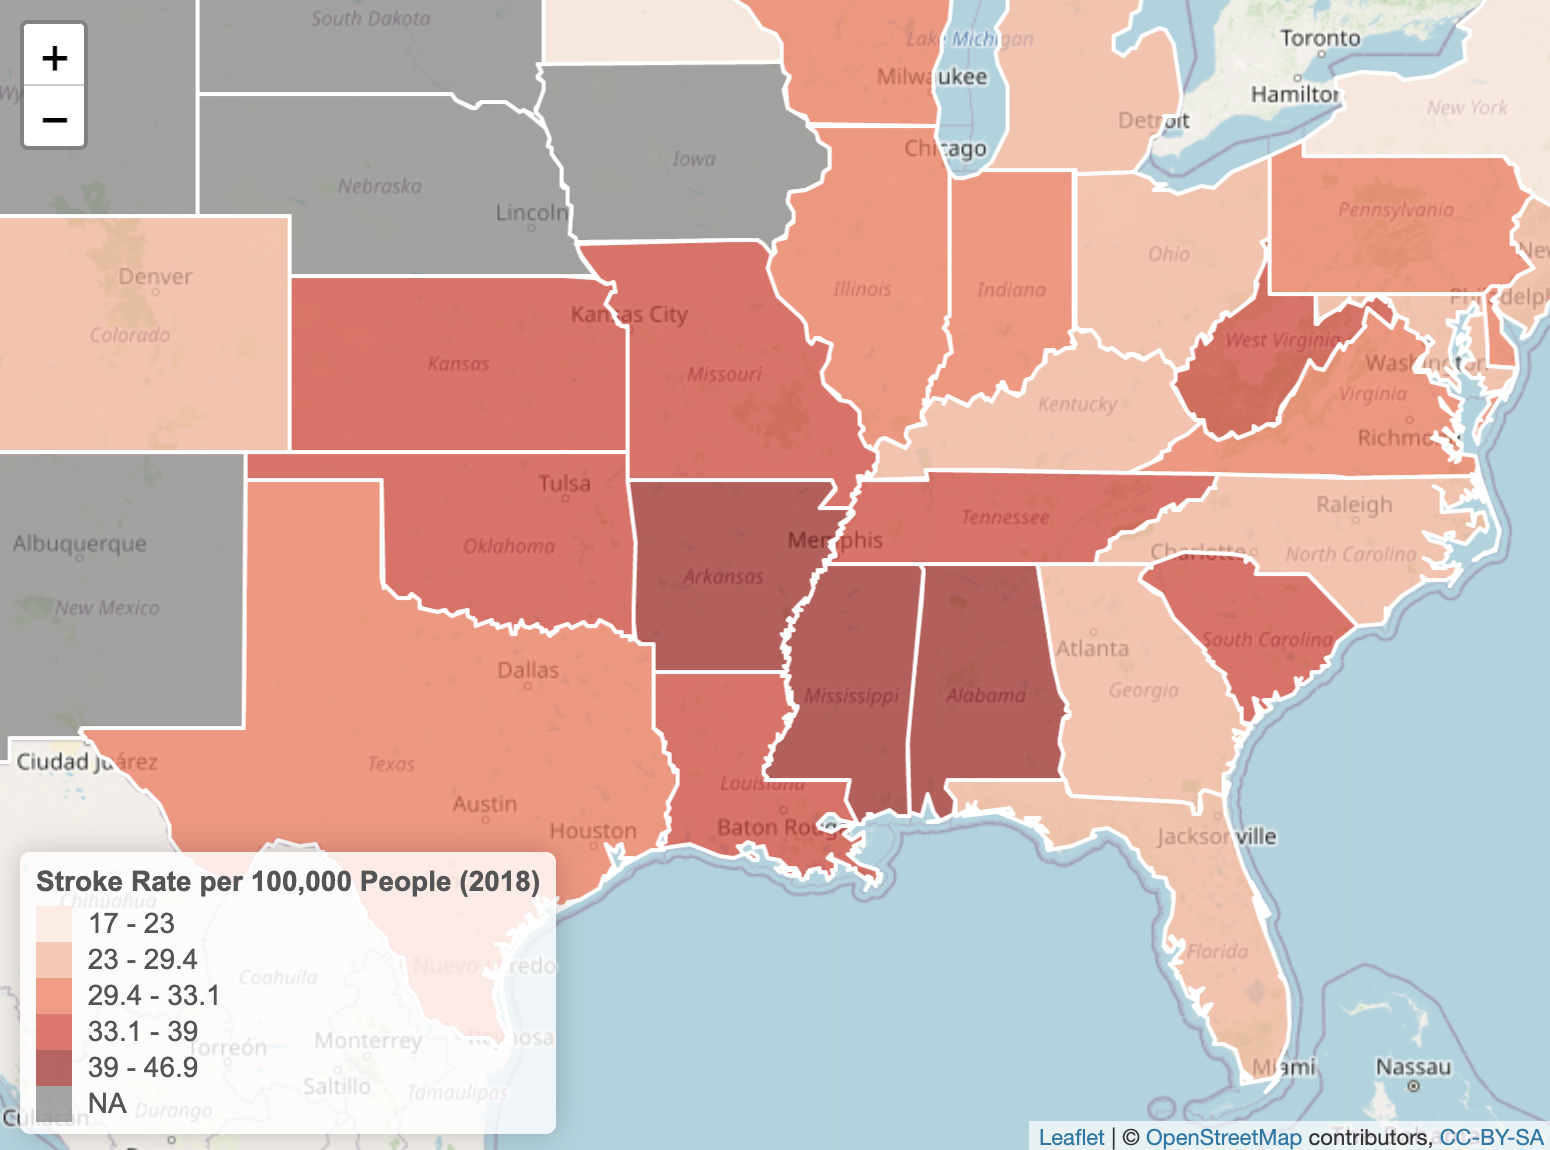 South Dakota
Toronto
Lake Michigan
Milwaukee
Hamilton
New York
Detroit
Chicago
Iowa
Nebraska
Lincoln
Pennsylvania
Ohio
New
Denver
Illinois
Indiana
Philadelph
Kansas City
Colorado
West Virginia
Kansas
Missouri
Washington
Virginia
Kentucky
Richmond
Tulsa
Raleigh
Tennessee
Albuquerque
Oklahoma
Memphis
Charlotte
North Carolina
Arkansas
New Mexico
South Carolina
Atlanta
Dallas
Mississippi
Alabama
Georgia
Ciudad Juárez
Texas
Louisiana
Austin
Houston
Baton Rouge
Jacksonville
+
−
Stroke Rate per 100,000 People (2018)
Chihuahua
17 - 23
23 - 29.4
29.4 - 33.1
33.1 - 39
39 - 46.9
NA
Coahuila
Nuevo Laredo
Florida
Torreón
Monterrey
Reynosa
Saltillo
Tamaulipas
Durango
Culiacán
Miami
Nassau
Leaflet | © OpenStreetMap contributors, CC-BY-SA